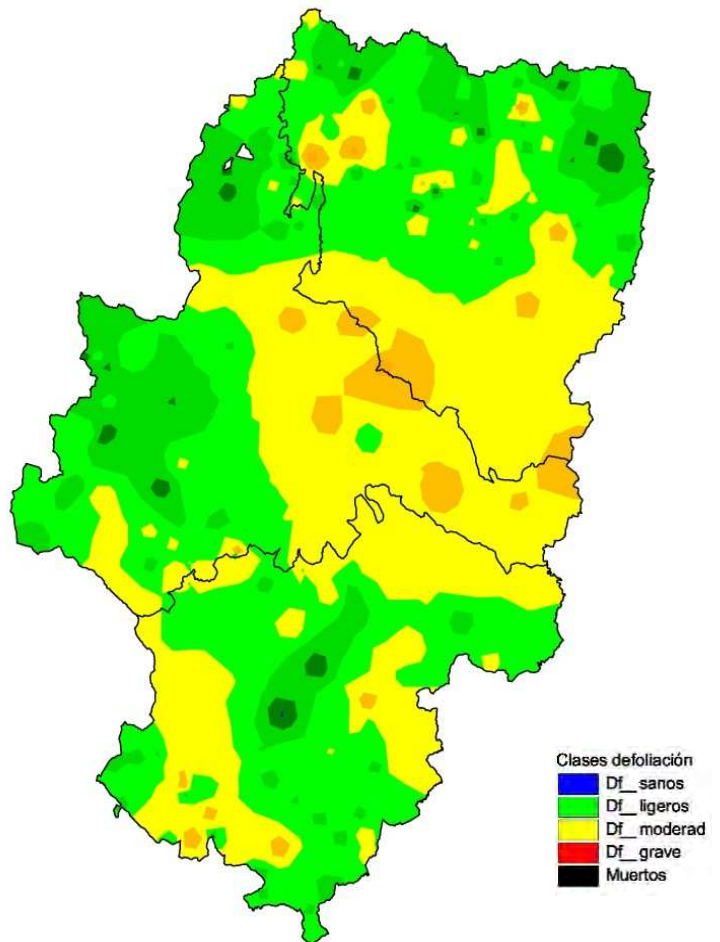 Clases defoliación
Df__sanos
Df__ligeros
Df__moderad
Df__grave
Muertos